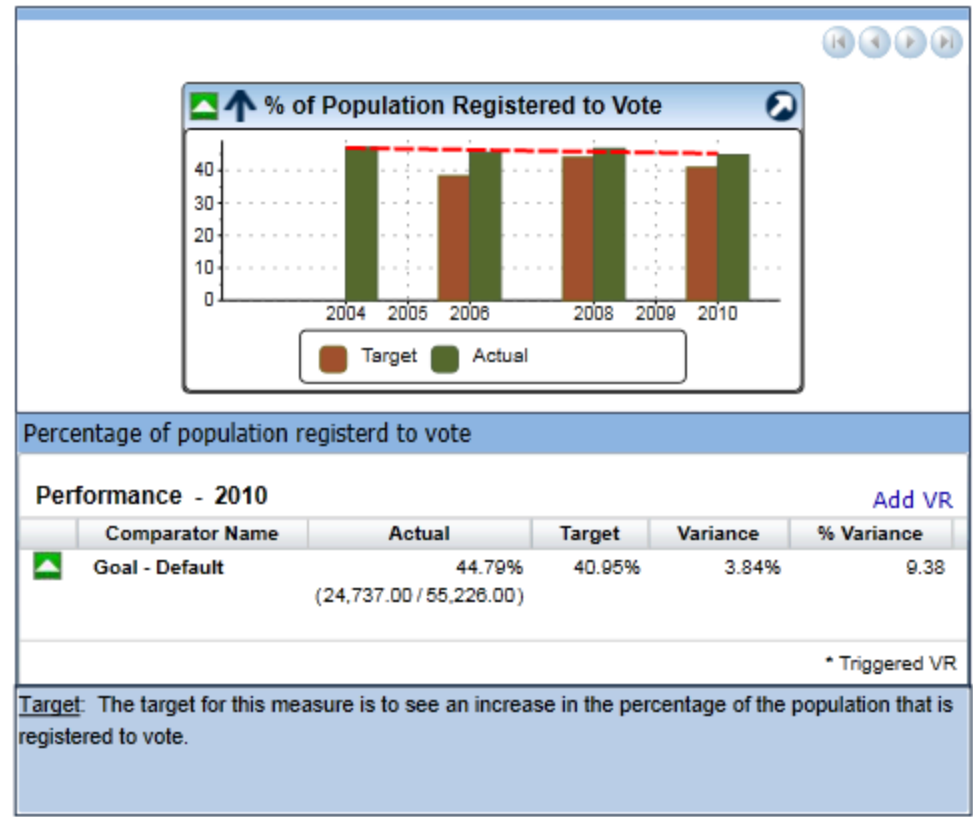 % of Population Registered to Vote
40
30
20
10
0
2004 2005 2006 2008 2009 2010
Target Actual
Percentage of population registerd to vote
Performance - 2010
Add VR
Comparator Name Actual Target Variance % Variance
Goal - Default 44.79% 40.95% 3.84% 9.38
(24,737.00 / 55,226.00)
* Triggered VR
Target: The target for this measure is to see an increase in the percentage of the population that is
registered to vote.